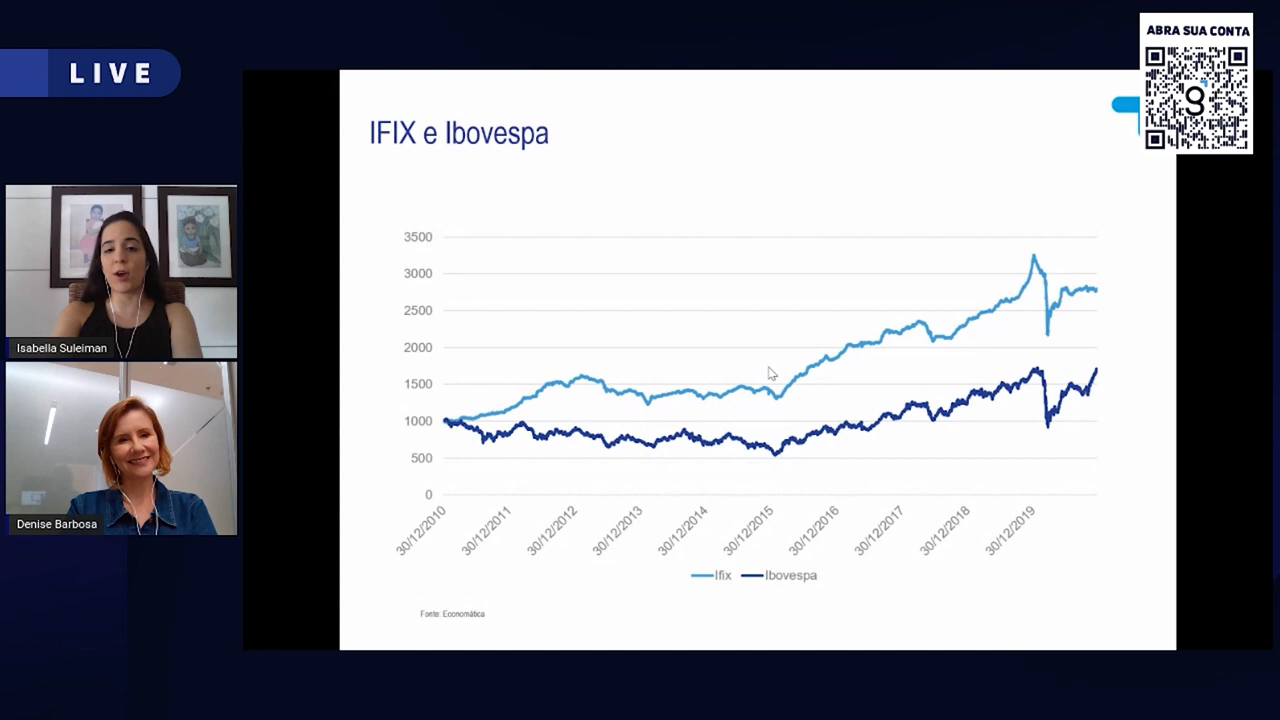 LIVE
ABRA SUA CONTA
IFIX e Ibovespa
3500
3000
2500
2000
1500
1000
500
0
30/12/2010
30/12/2011
30/12/2012
30/12/2013
30/12/2014
30/12/2015
30/12/2016
30/12/2017
30/12/2018
30/12/2019
Ifix Ibovespa
Fonte: Economática
Isabella Suleiman
Denise Barbosa